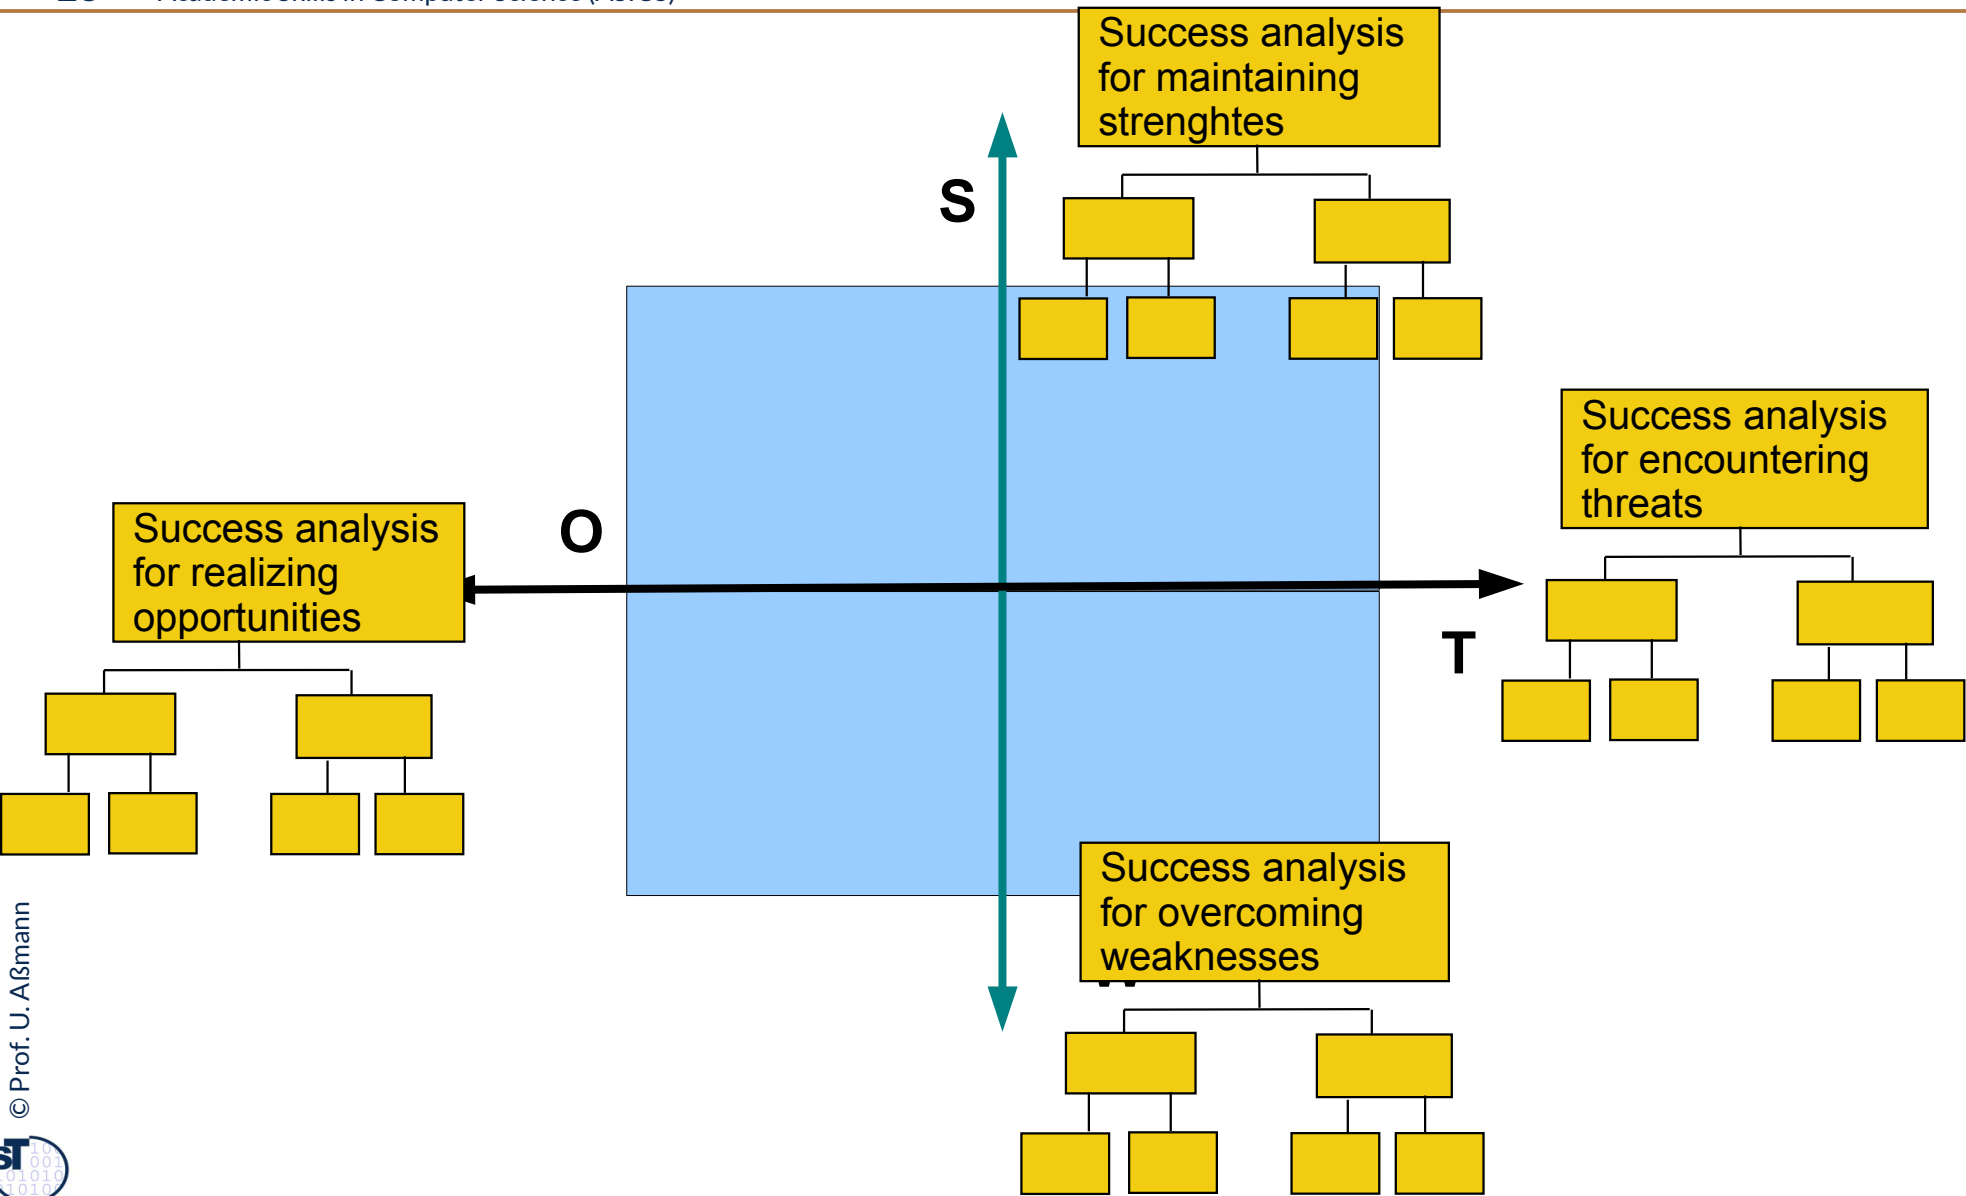 Success analysis
for maintaining
strenghtes
S
Success analysis
for encountering
threats
Success analysis
for realizing
opportunities
O
T
Success analysis
for overcoming
weaknesses
© Prof. U. Aßmann